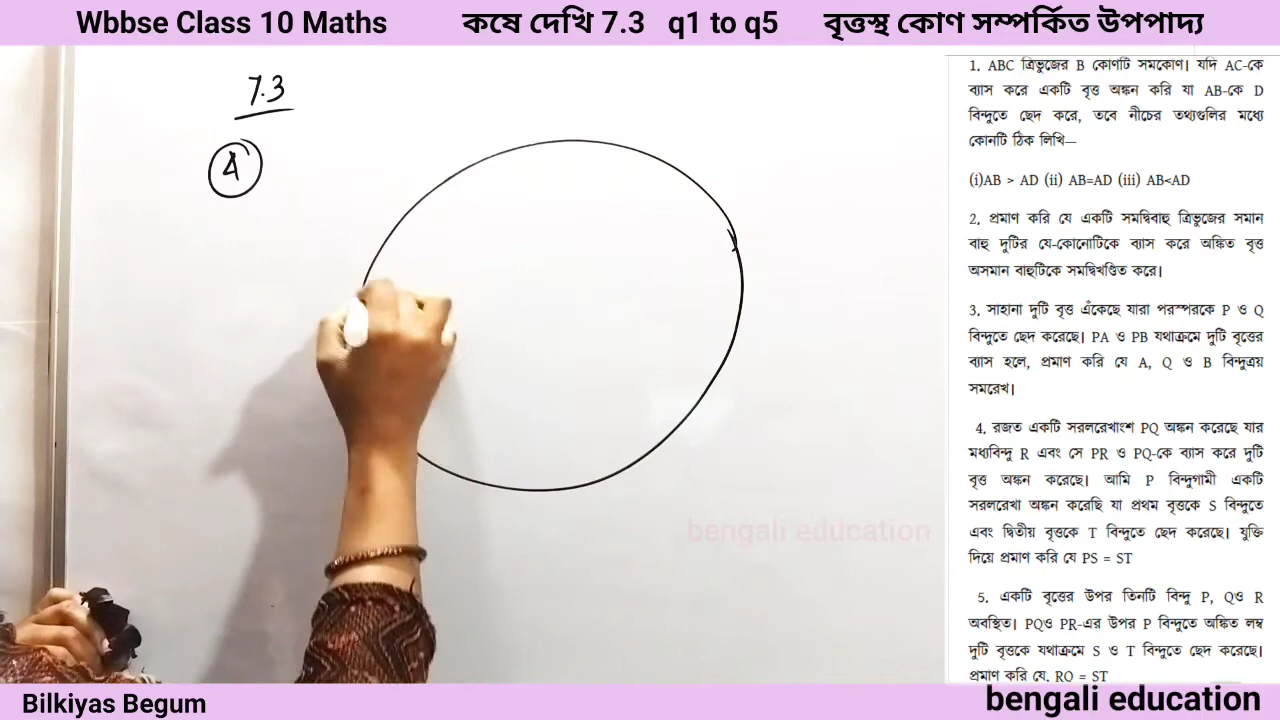 Wbbse Class 10 Maths কষে দেখি 7.3 q1 to q5 বৃত্তস্থ কোণ সম্পর্কিত উপপাদ্য
7.3
4
1. ABC ত্রিভুজের B কোণটি সমকোণ। যদি AC-কে
ব্যাস করে একটি বৃত্ত অঙ্কন করি যা AB-কে D
বিন্দুতে ছেদ করে, তবে নীচের তথ্যগুলির মধ্যে
কোনটি ঠিক লিখি—
(i)AB > AD (ii) AB=AD (iii) AB<AD
2. প্রমাণ করি যে একটি সমদ্বিবাহু ত্রিভুজের সমান
বাহু দুটির যে-কোনোটিকে ব্যাস করে অঙ্কিত বৃত্ত
অসমান বাহুটিকে সমদ্বিখণ্ডিত করে।
3. সাহানা দুটি বৃত্ত এঁকেছে যারা পরস্পরকে P ও Q
বিন্দুতে ছেদ করেছে। PA ও PB যথাক্রমে দুটি বৃত্তের
ব্যাস হলে, প্রমাণ করি যে A, Q ও B বিন্দুত্রয়
সমরেখ।
4. রজত একটি সরলরেখাংশ PQ অঙ্কন করেছে যার
মধ্যবিন্দু R এবং সে PR ও PQ-কে ব্যাস করে দুটি
বৃত্ত অঙ্কন করেছে। আমি P বিন্দুগামী একটি
সরলরেখা অঙ্কন করেছি যা প্রথম বৃত্তকে S বিন্দুতে
এবং দ্বিতীয় বৃত্তকে T বিন্দুতে ছেদ করেছে। যুক্তি
দিয়ে প্রমাণ করি যে PS = ST
5. একটি বৃত্তের উপর তিনটি বিন্দু P, Qও R
অবস্থিত। PQও PR-এর উপর P বিন্দুতে অঙ্কিত লম্ব
দুটি বৃত্তকে যথাক্রমে S ও T বিন্দুতে ছেদ করেছে।
প্রমাণ করি যে, RQ = ST
bengali education
Bilkiyas Begum
bengali education